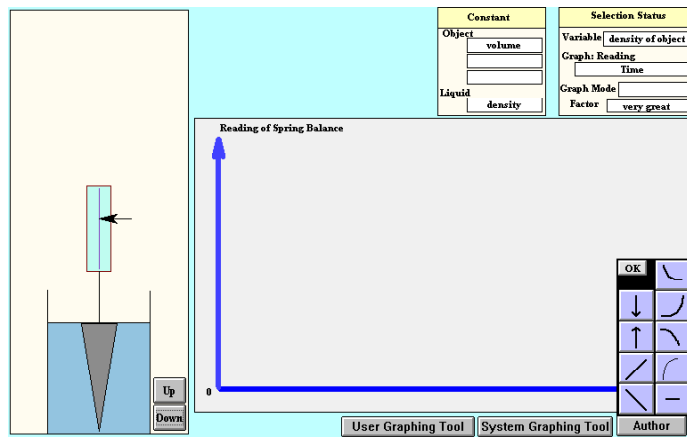 Constant
Object
volume
Liquid
density
Selection Status
Variable density of object
Graph: Reading
Time
Graph Mode
Factor very great
Reading of Spring Balance
0
Up
Down
OK
User Graphing Tool
System Graphing Tool
Author